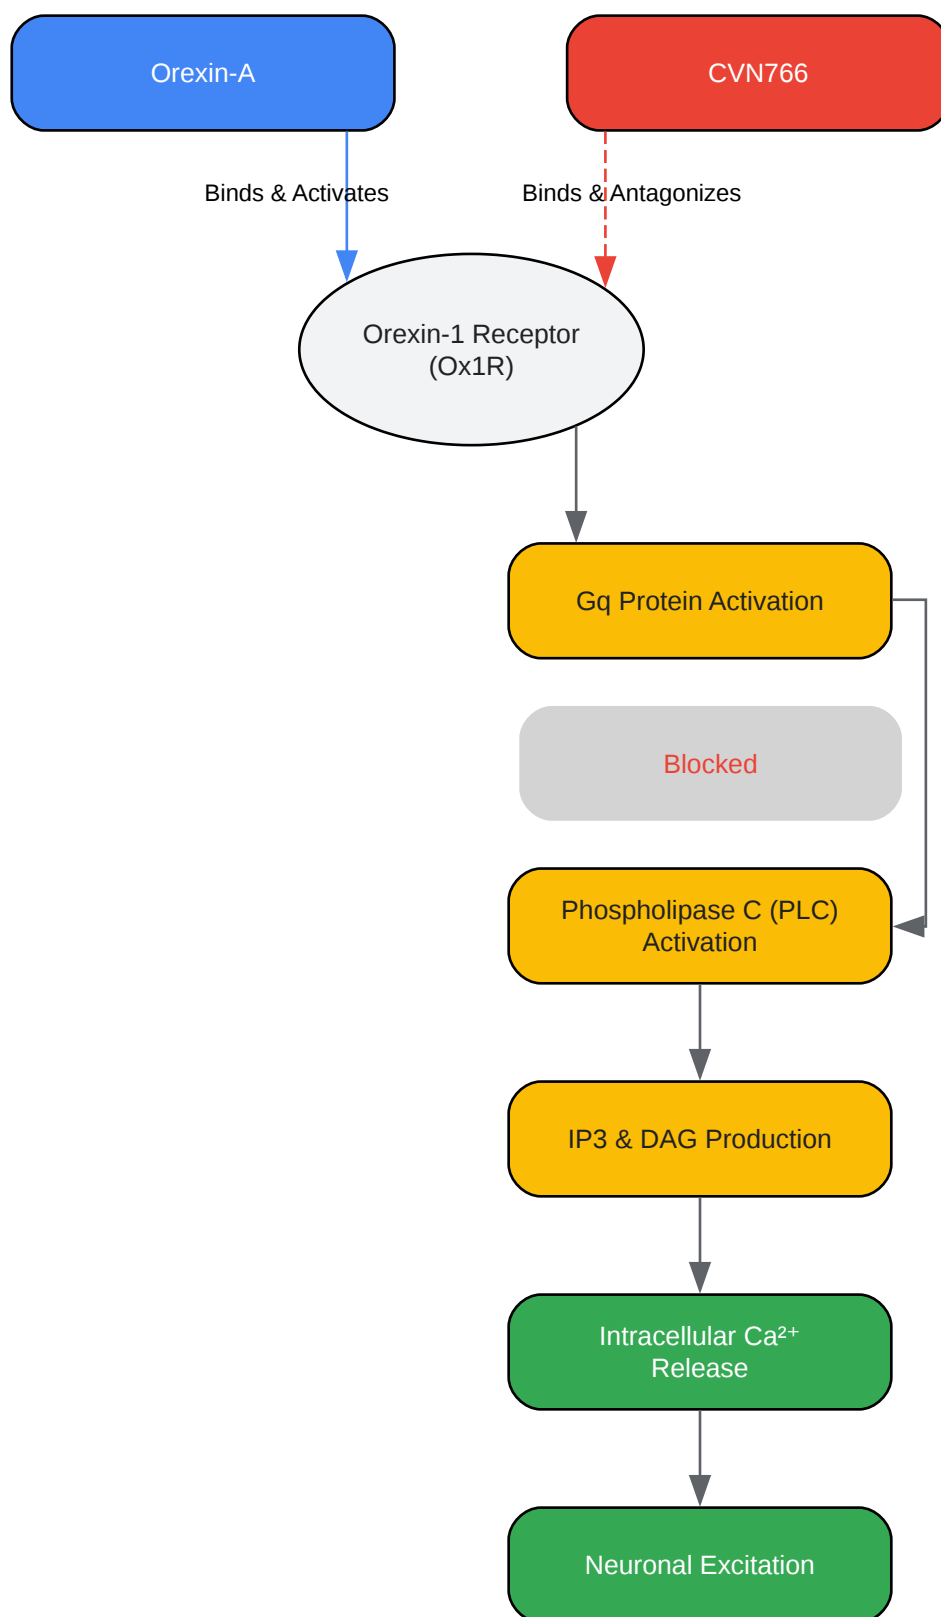 Orexin-A
CVN766
Binds & Activates
Binds & Antagonizes
Orexin-1 Receptor
(Ox1R)
Gq Protein Activation
Blocked
Phospholipase C (PLC)
Activation
IP3 & DAG Production
Intracellular Ca²⁺
Release
Neuronal Excitation